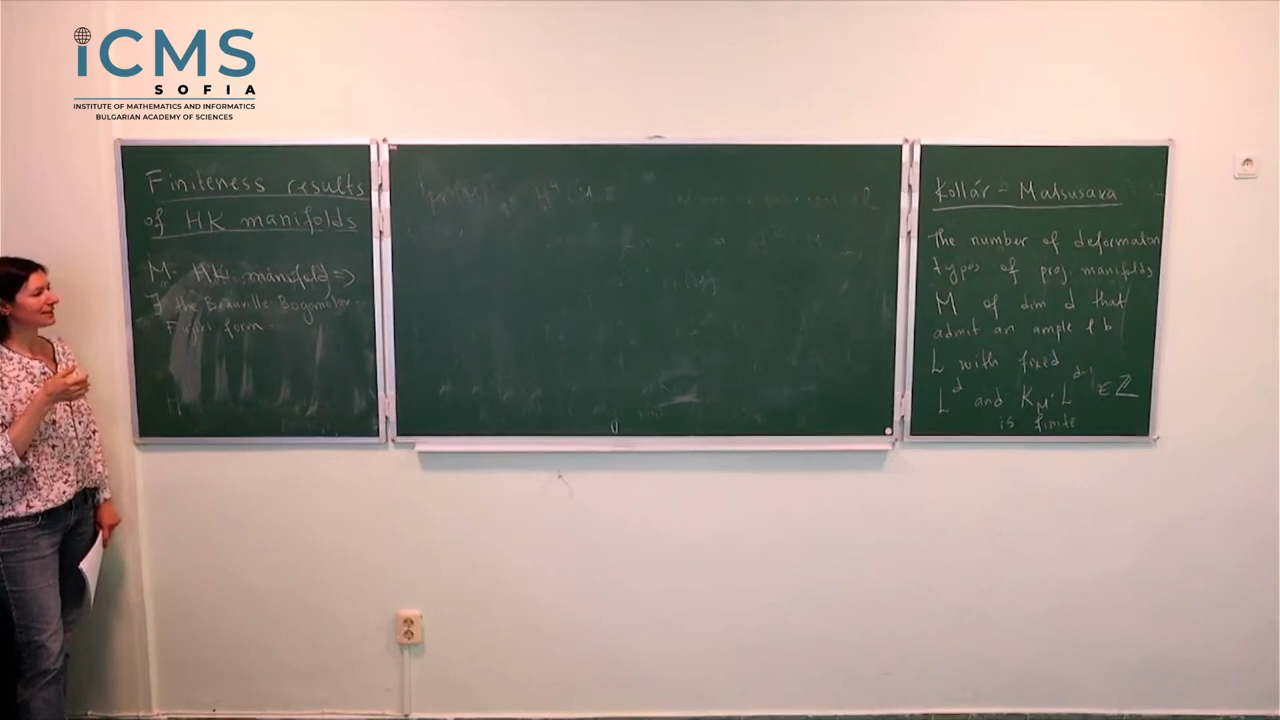 iCMS
SOFIA
INSTITUTE OF MATHEMATICS AND INFORMATICS
BULGARIAN ACADEMY OF SCIENCES
Finiteness results
of HK manifolds
M HK manifold =>
∃ the Beauville Bogomolov
Fujiki form
Kollár - Matsusaka
The number of deformation
types of proj. manifolds
M of dim d that
admit an ample l b
L with fixed
L^d and K_M · L^{d-1} ∈ ℤ
is finite